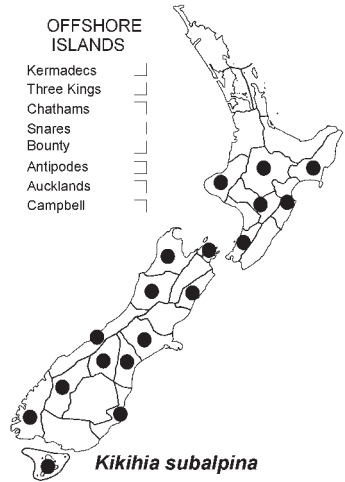 OFFSHORE
ISLANDS
Kermadecs
Three Kings
Chathams
Snares
Bounty
Antipodes
Aucklands
Campbell
Kikihia subalpina